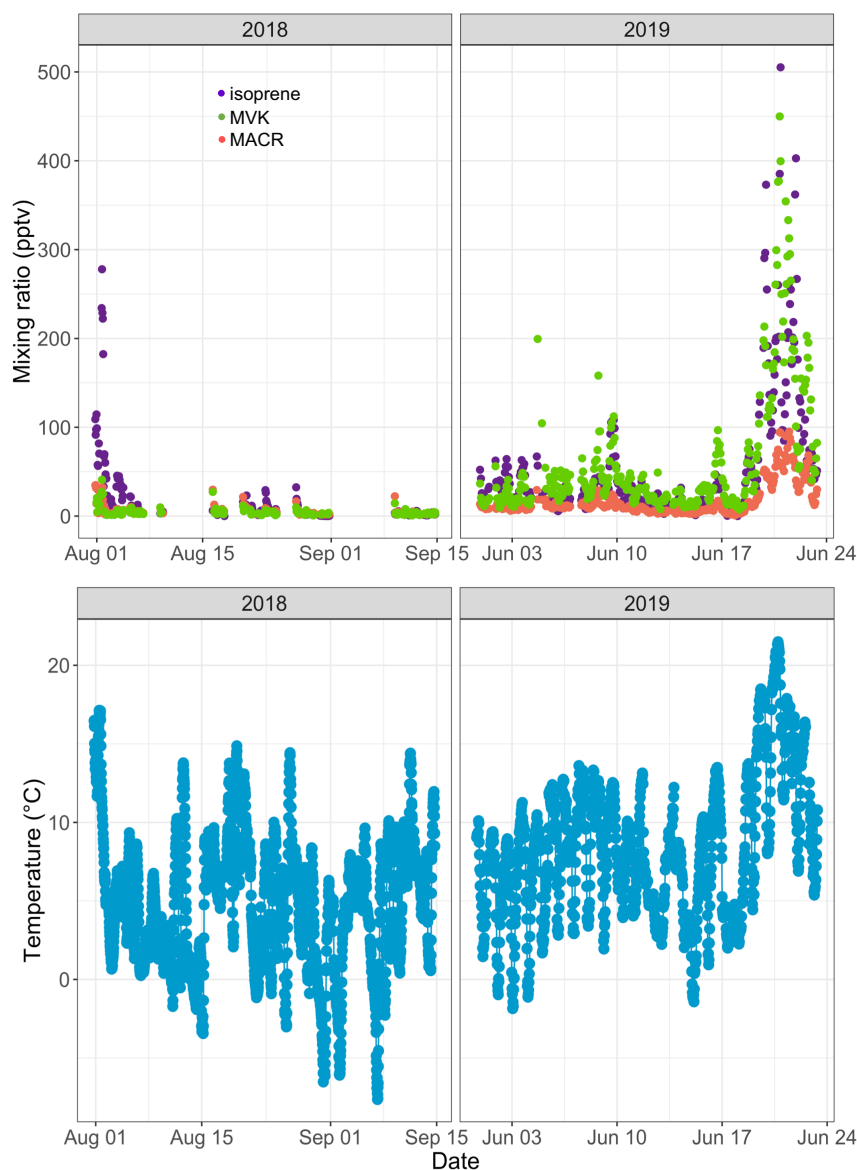 2018 2019
Mixing ratio (pptv)
500
400
300
200
100
0
isoprene
MVK
MACR
Aug 01 Aug 15 Sep 01 Sep 15 Jun 03 Jun 10 Jun 17 Jun 24
2018 2019
Temperature (°C)
20
10
0
Aug 01 Aug 15 Sep 01 Sep 15 Jun 03 Jun 10 Jun 17 Jun 24
Date